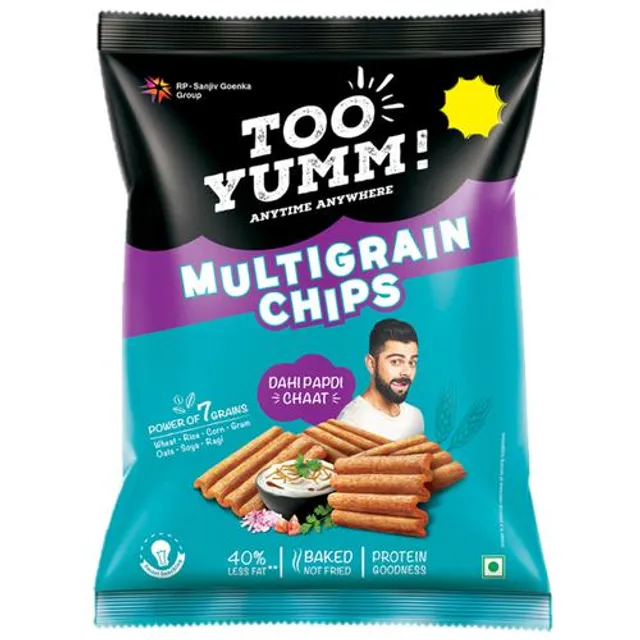 RP - Sanjiv Goenka
Group
TOO
YUMM!
ANYTIME ANYWHERE
MULTIGRAIN
CHIPS
DAHI PAPDI
CHAAT
POWER OF 7 GRAINS
Wheat • Rice • Corn • Gram
Oats • Soya • Ragi
40%
LESS FAT**
BAKED
NOT FRIED
PROTEIN
GOODNESS